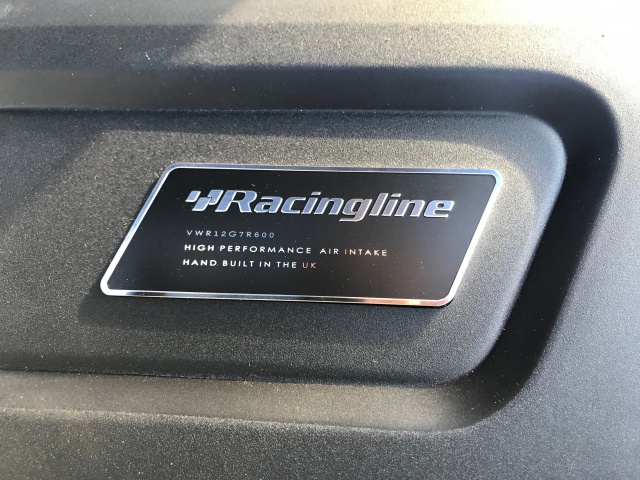 Racingline
VWR12G7R600
HIGH PERFORMANCE AIR INTAKE
HAND BUILT IN THE UK